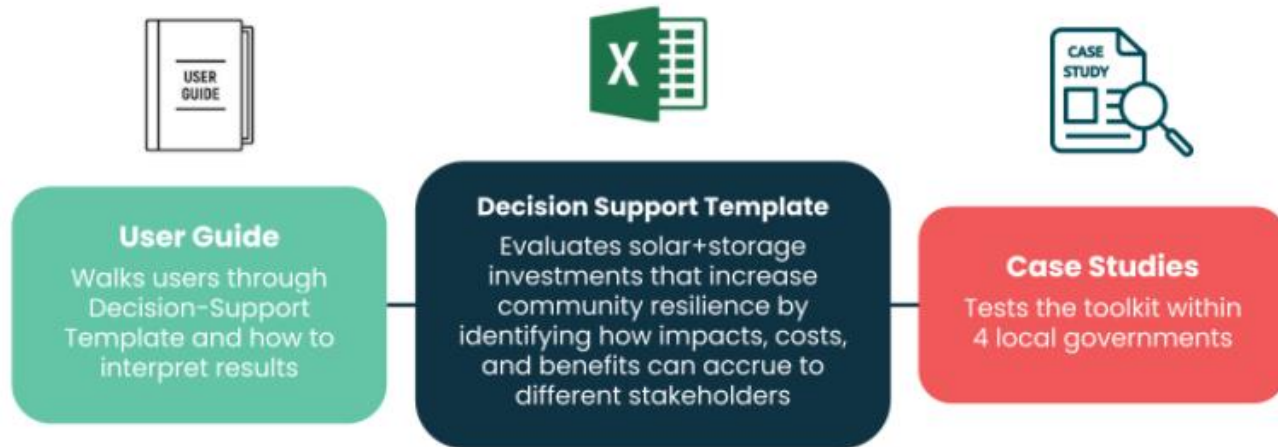 USER
GUIDE
X
CASE
STUDY
User Guide
Walks users through
Decision-Support
Template and how to
interpret results
Decision Support Template
Evaluates solar+storage
investments that increase
community resilience by
identifying how impacts, costs,
and benefits can accrue to
different stakeholders
Case Studies
Tests the toolkit within
4 local governments